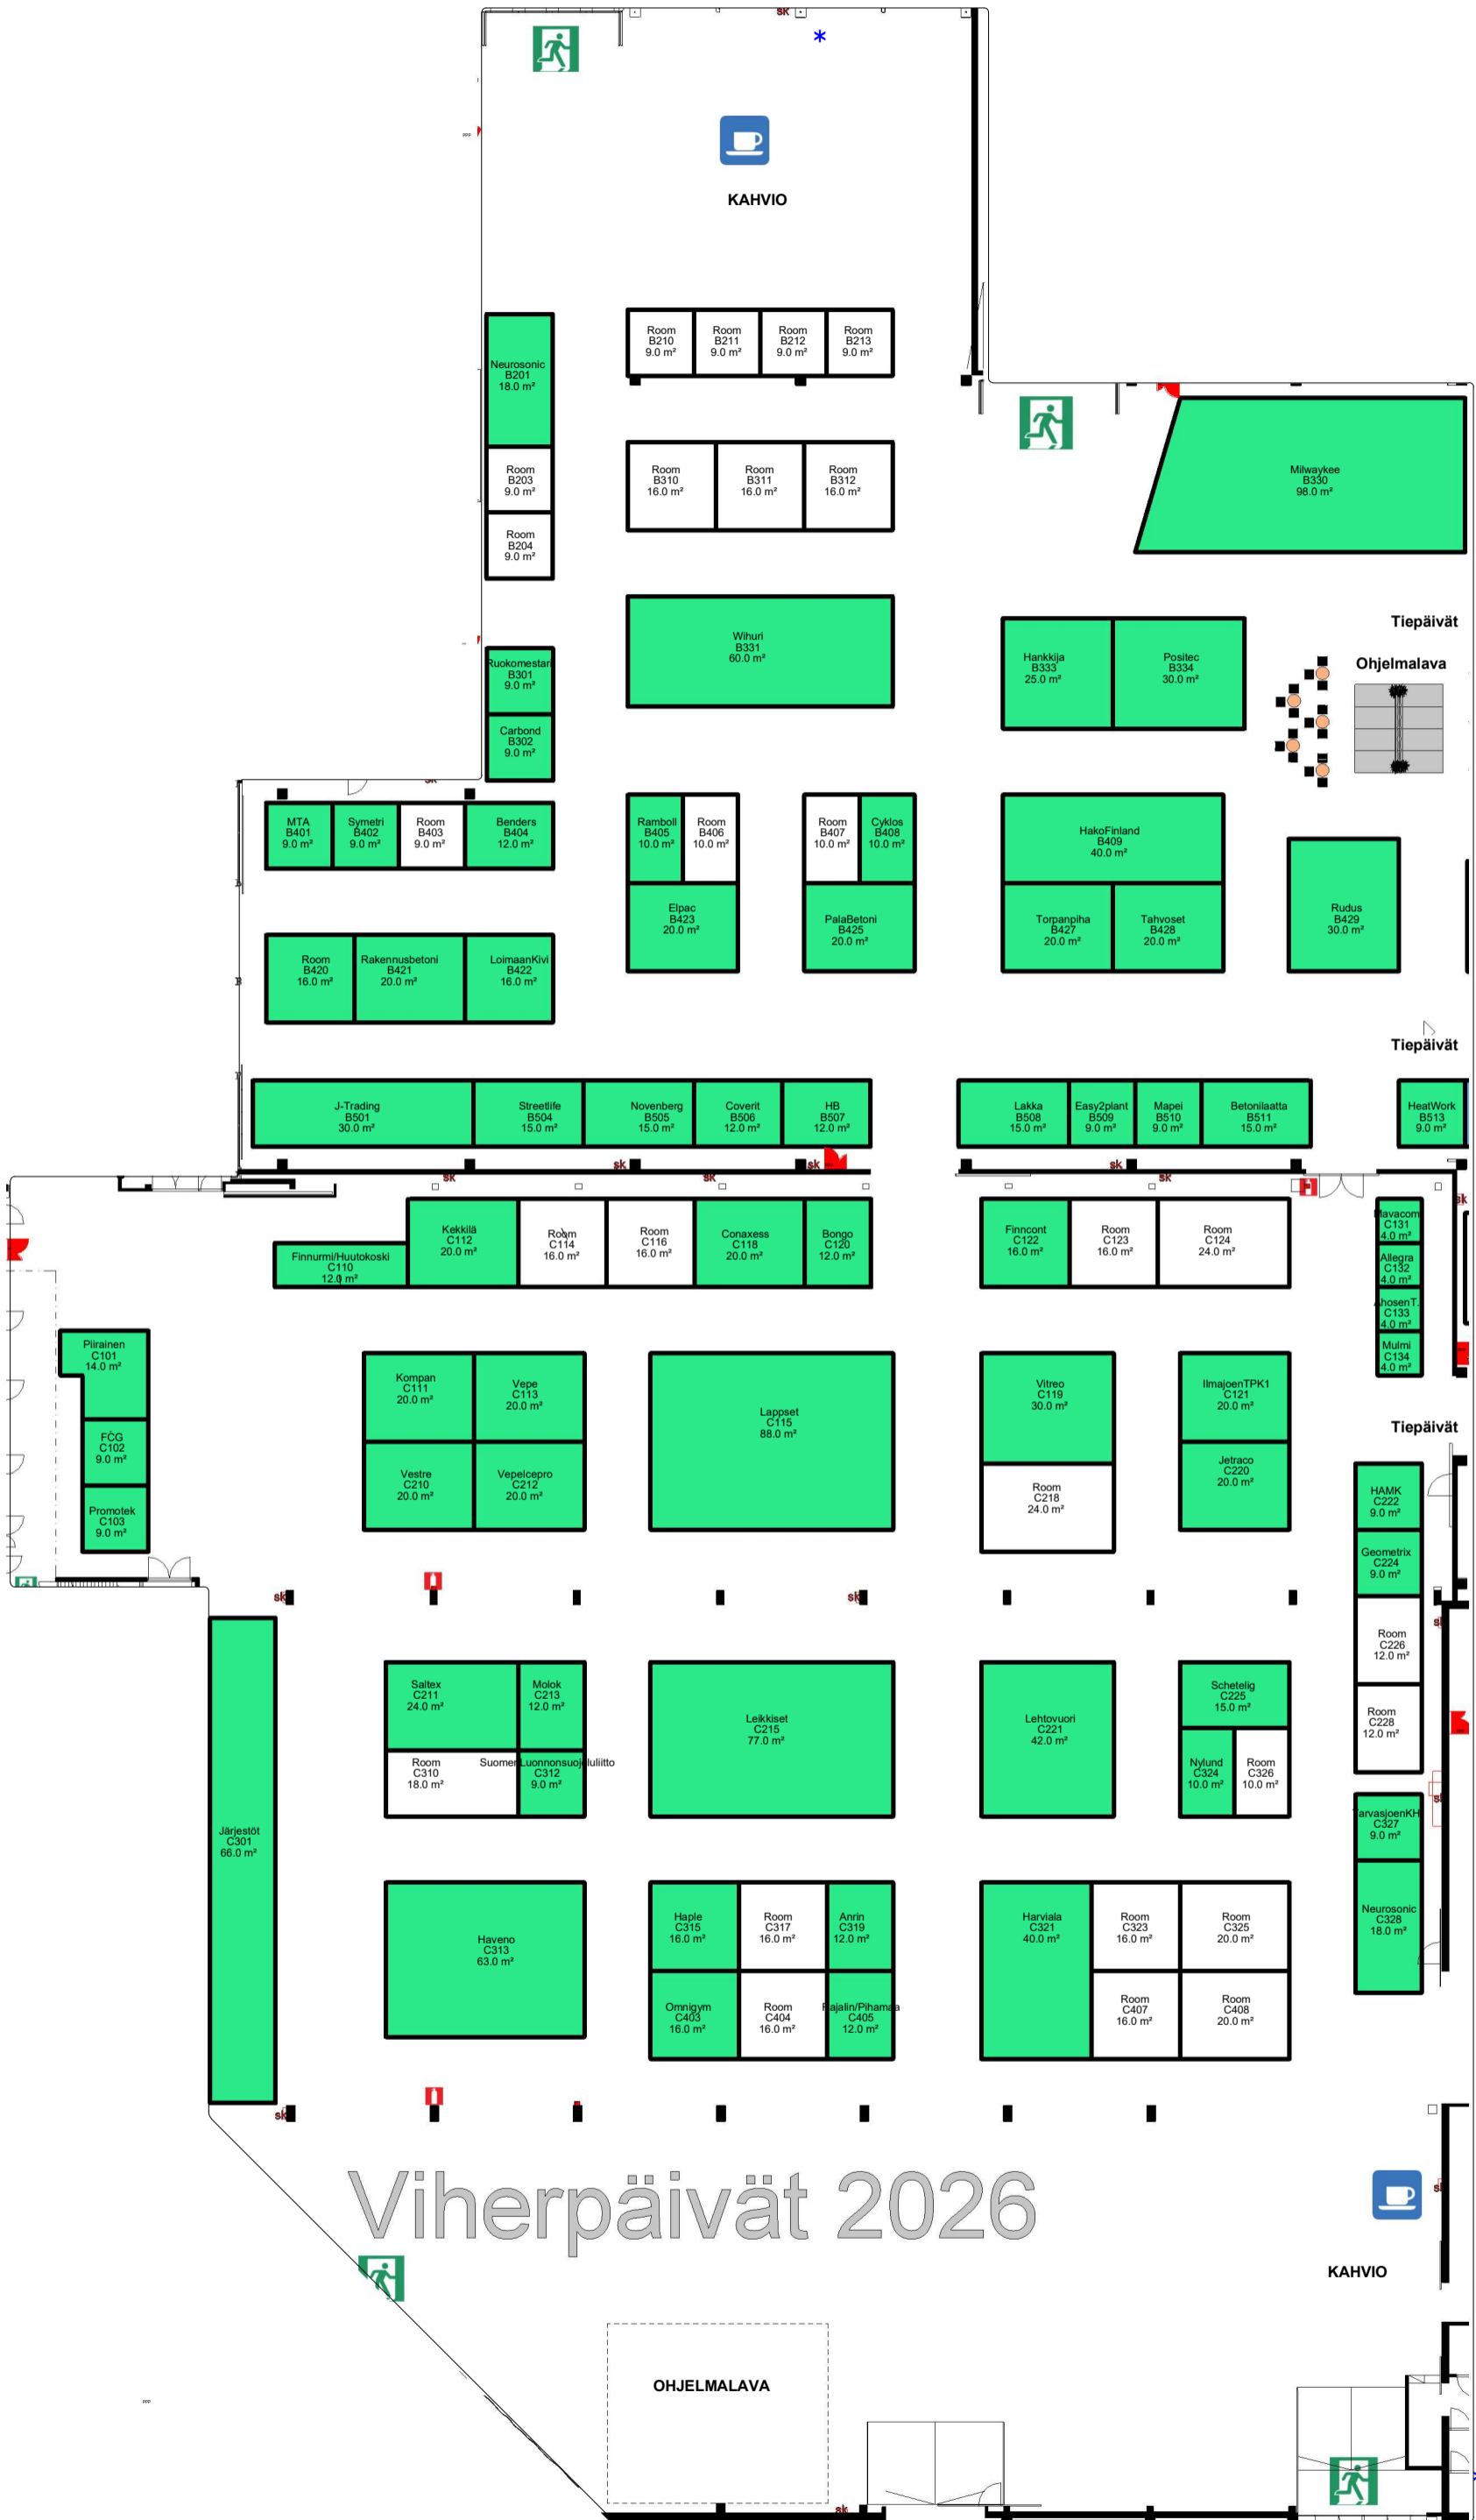 sk
KAHVIO
Room
B210
9.0 m²
Room
B211
9.0 m²
Room
B212
9.0 m²
Room
B213
9.0 m²
Neurosonic
B201
18.0 m²
Room
B203
9.0 m²
Room
B204
9.0 m²
Room
B310
16.0 m²
Room
B311
16.0 m²
Room
B312
16.0 m²
Milwaykee
B330
98.0 m²
Wihuri
B331
60.0 m²
Hankkija
B333
25.0 m²
Positec
B334
30.0 m²
Tiepäivät
Ohjelmalava
B301
9.0 m²
Carbond
B302
9.0 m²
MTA
B401
9.0 m²
Symetri
B402
9.0 m²
Room
B403
9.0 m²
Benders
B404
12.0 m²
Ramboll
B405
10.0 m²
Room
B406
10.0 m²
Room
B407
10.0 m²
Cyklos
B408
10.0 m²
HakoFinland
B409
40.0 m²
Elpac
B423
20.0 m²
PalaBetoni
B425
20.0 m²
Torpanpiha
B427
20.0 m²
Tahvoset
B428
20.0 m²
Rudus
B429
30.0 m²
Room
B420
16.0 m²
Rakennusbetoni
B421
20.0 m²
LoimaanKivi
B422
16.0 m²
Tiepäivät
J-Trading
B501
30.0 m²
Streetlife
B504
15.0 m²
Novenberg
B505
15.0 m²
Coverit
B506
12.0 m²
HB
B507
12.0 m²
Lakka
B508
15.0 m²
Easy2plant
B509
9.0 m²
Mapei
B510
9.0 m²
Betonilaatta
B511
15.0 m²
HeatWork
B513
9.0 m²
sk
sk
sk
sk
sk
sk
Finnurmi/Huutokoski
C110
12.0 m²
Kekkilä
C112
20.0 m²
Room
C114
16.0 m²
Room
C116
16.0 m²
Conaxess
C118
20.0 m²
Bongo
C120
12.0 m²
Finncont
C122
16.0 m²
Room
C123
16.0 m²
Room
C124
24.0 m²
C131
4.0 m²
Allegra
C132
4.0 m²
C133
4.0 m²
Mulmi
C134
4.0 m²
Piirainen
C101
14.0 m²
FCG
C102
9.0 m²
Promotek
C103
9.0 m²
Kompan
C111
20.0 m²
Vepe
C113
20.0 m²
Vestre
C210
20.0 m²
Vepelcepro
C212
20.0 m²
Lappset
C115
88.0 m²
Vitreo
C119
30.0 m²
Room
C218
24.0 m²
IlmajoenTPK1
C121
20.0 m²
Jetraco
C220
20.0 m²
Tiepäivät
HAMK
C222
9.0 m²
Geometrix
C224
9.0 m²
Room
C226
12.0 m²
Room
C228
12.0 m²
sk
sk
Järjestöt
C301
66.0 m²
Saltex
C211
24.0 m²
Molok
C213
12.0 m²
Room
C310
18.0 m²
C312
9.0 m²
Leikkiset
C215
77.0 m²
Lehtovuori
C221
42.0 m²
Schetelig
C225
15.0 m²
Nylund
C324
10.0 m²
Room
C326
10.0 m²
C327
9.0 m²
Neurosonic
C328
18.0 m²
Haveno
C313
63.0 m²
Haple
C315
16.0 m²
Room
C317
16.0 m²
Anrin
C319
12.0 m²
Omnigym
C403
16.0 m²
Room
C404
16.0 m²
C405
12.0 m²
Harviala
C321
40.0 m²
Room
C323
16.0 m²
Room
C325
20.0 m²
Room
C407
16.0 m²
Room
C408
20.0 m²
sk
Viherpäivät 2026
KAHVIO
OHJELMALAVA
sk